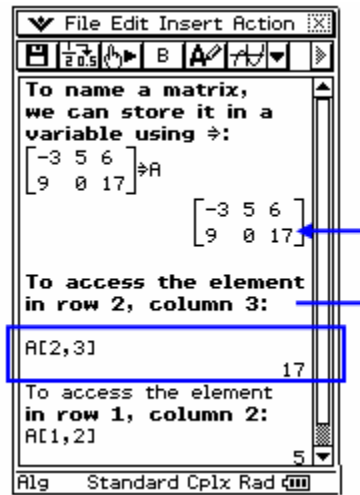 File Edit Insert Action
B
To name a matrix,
we can store it in a
variable using ⇒:
[-3 5 6
9 0 17]⇒A
[-3 5 6
9 0 17]
To access the element
in row 2, column 3:
A[2,3]
17
To access the element
in row 1, column 2:
A[1,2]
5
Alg Standard Cplx Rad